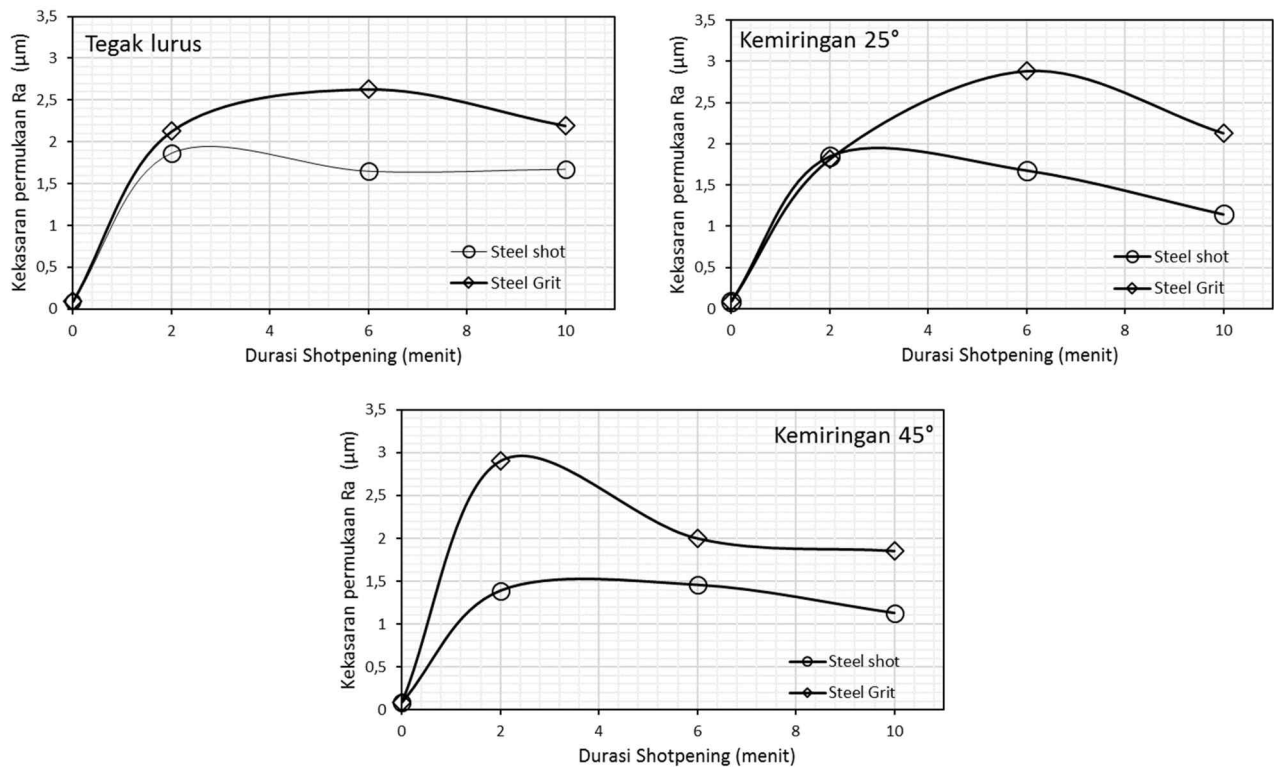 Tegak lurus
Kekasaran permukaan Ra (μm)
3,5
3
2,5
2
1,5
1
0,5
0
0 2 4 6 8 10
Durasi Shotpening (menit)
Steel shot
Steel Grit
Kemiringan 25°
Kekasaran permukaan Ra (μm)
3,5
3
2,5
2
1,5
1
0,5
0
0 2 4 6 8 10
Durasi Shotpening (menit)
Steel shot
Steel Grit
Kemiringan 45°
Kekasaran permukaan Ra (μm)
3,5
3
2,5
2
1,5
1
0,5
0
0 2 4 6 8 10
Durasi Shotpening (menit)
Steel shot
Steel Grit